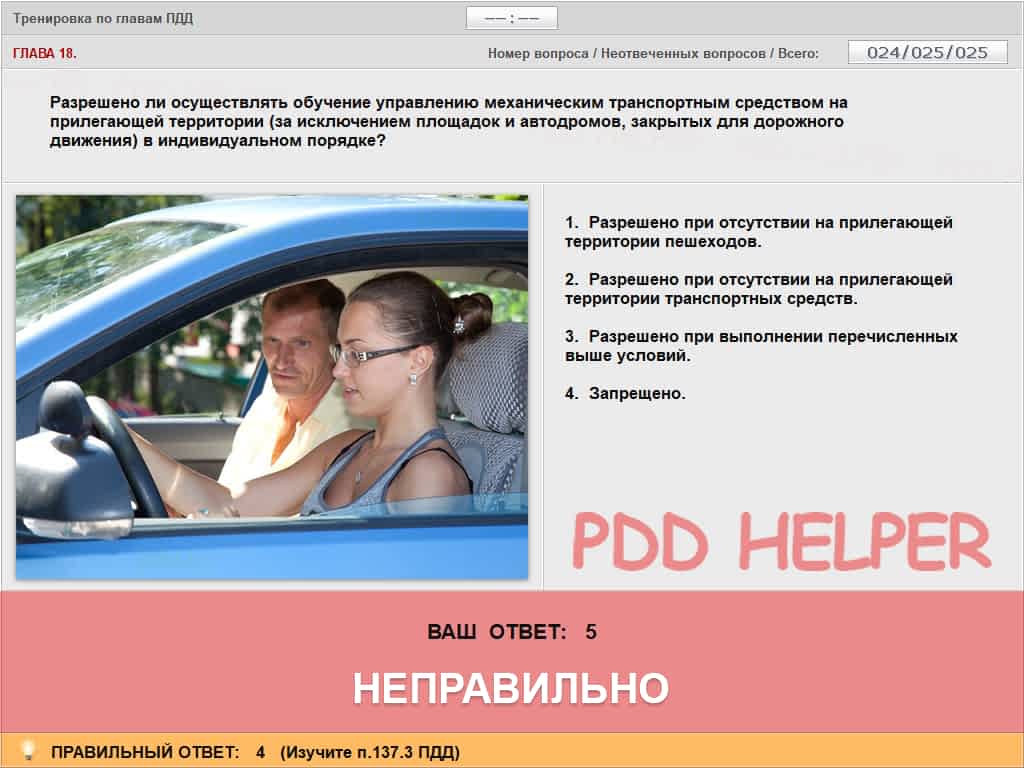 Тренировка по главам ПДД
–– : ––
ГЛАВА 18.
Номер вопроса / Неотвеченных вопросов / Всего:
024/025/025
Разрешено ли осуществлять обучение управлению механическим транспортным средством на
прилегающей территории (за исключением площадок и автодромов, закрытых для дорожного
движения) в индивидуальном порядке?
1. Разрешено при отсутствии на прилегающей
территории пешеходов.
2. Разрешено при отсутствии на прилегающей
территории транспортных средств.
3. Разрешено при выполнении перечисленных
выше условий.
4. Запрещено.
PDD HELPER
ВАШ ОТВЕТ: 5
НЕПРАВИЛЬНО
ПРАВИЛЬНЫЙ ОТВЕТ: 4 (Изучите п.137.3 ПДД)